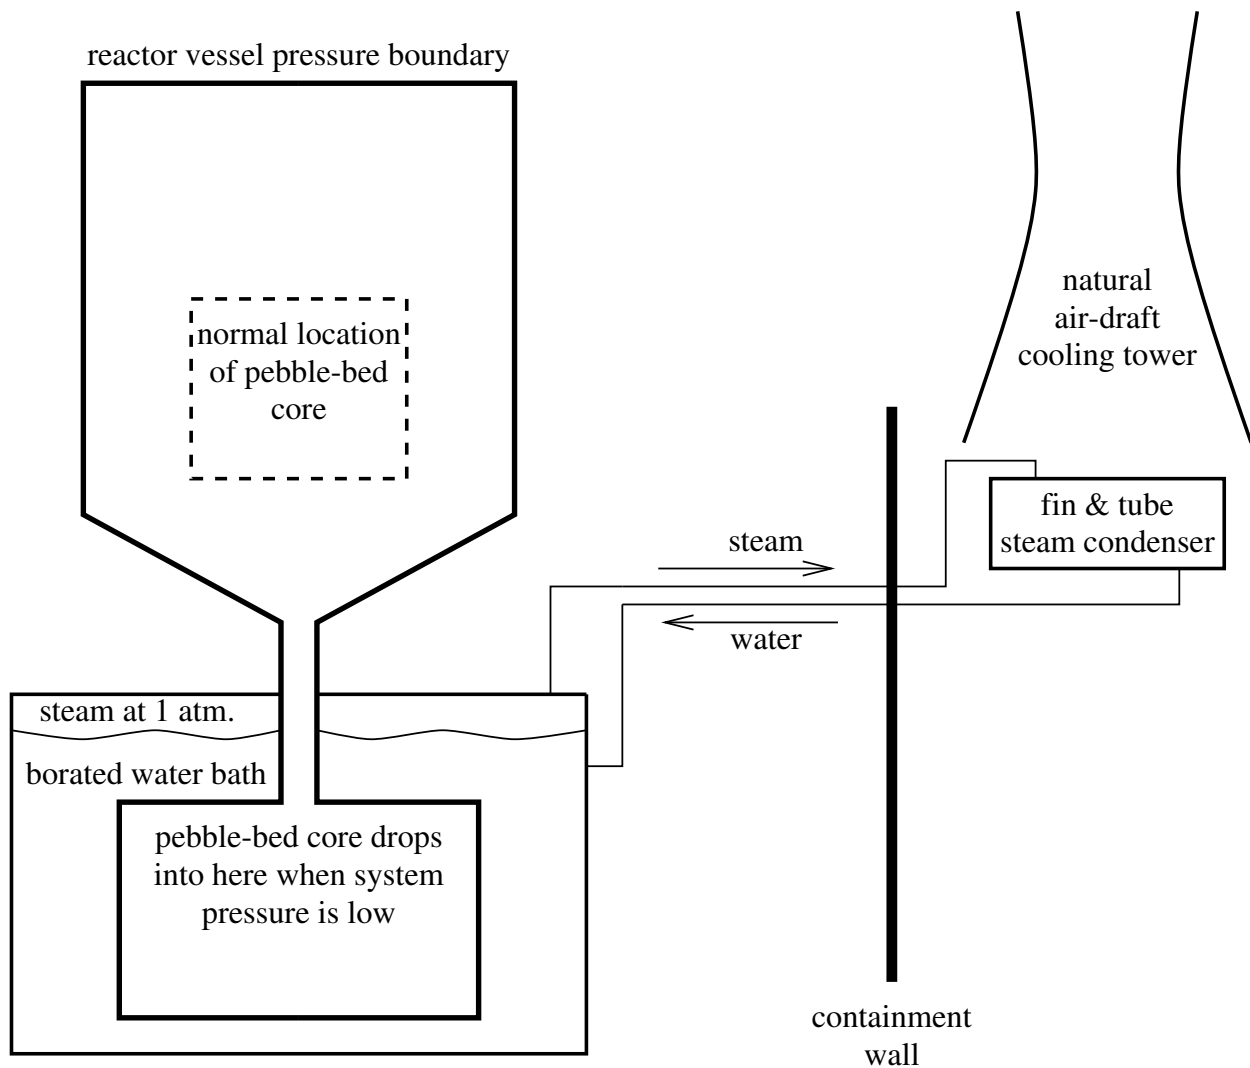 reactor vessel pressure boundary
normal location
of pebble-bed
core
natural
air-draft
cooling tower
fin & tube
steam condenser
steam
water
steam at 1 atm.
borated water bath
pebble-bed core drops
into here when system
pressure is low
containment
wall